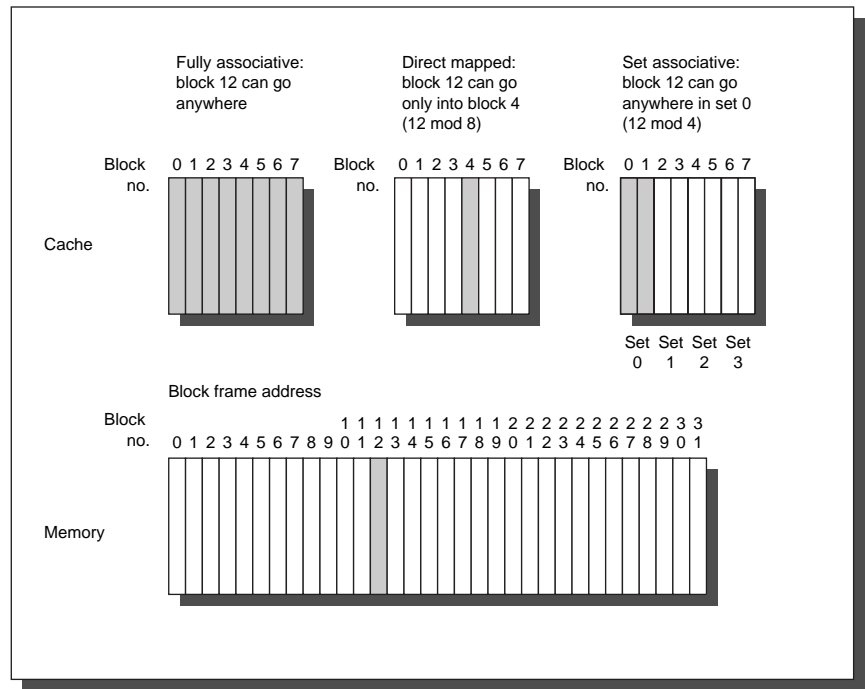 Fully associative:
block 12 can go
anywhere
Direct mapped:
block 12 can go
only into block 4
(12 mod 8)
Set associative:
block 12 can go
anywhere in set 0
(12 mod 4)
Block
no.
0 1 2 3 4 5 6 7
Block
no.
0 1 2 3 4 5 6 7
Block
no.
0 1 2 3 4 5 6 7
Cache
Set Set Set Set
0 1 2 3
Block frame address
Block
no.
1 1 1 1 1 1 1 1 1 1 2 2 2 2 2 2 2 2 2 2 3 3
0 1 2 3 4 5 6 7 8 9 0 1 2 3 4 5 6 7 8 9 0 1 2 3 4 5 6 7 8 9 0 1
Memory